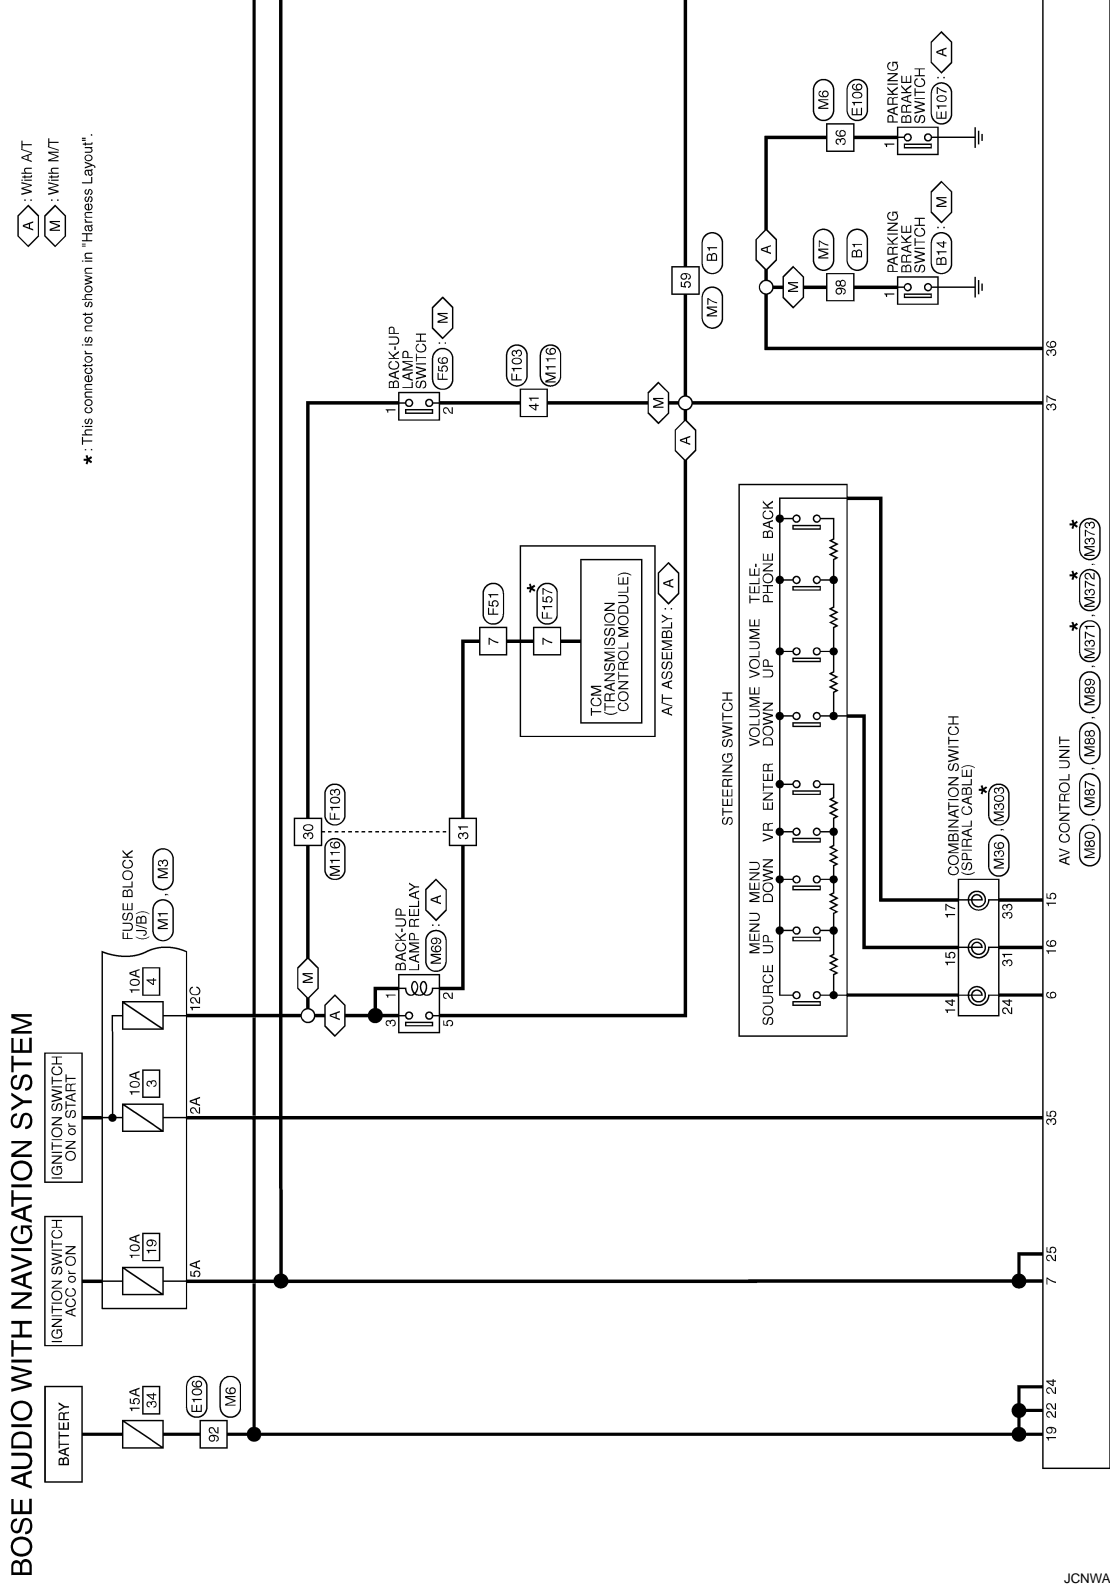 BOSE AUDIO WITH NAVIGATION SYSTEM
A : With A/T
M : With M/T
* : This connector is not shown in "Harness Layout".
BATTERY
IGNITION SWITCH
ACC or ON
IGNITION SWITCH
ON or START
15A
34
10A
19
10A
3
10A
4
FUSE BLOCK
(J/B)
M1 , M3
E106
M6
92
5A
2A
12C
M
A
30
M116
F103
31
BACK-UP
LAMP RELAY
M69 : A
1
2
3
5
7
F51
7
* F157
TCM
(TRANSMISSION
CONTROL MODULE)
A/T ASSEMBLY : A
BACK-UP
LAMP
SWITCH
F56 : M
1
2
41
F103
M116
M
A
59
M7
B1
A
M
98
M7
B1
36
M6
E106
PARKING
BRAKE
SWITCH
B14 : M
1
PARKING
BRAKE
SWITCH
E107 : A
1
STEERING SWITCH
SOURCE
MENU
UP
MENU
DOWN
VR
ENTER
VOLUME
DOWN
VOLUME
UP
TELE-
PHONE
BACK
COMBINATION SWITCH
(SPIRAL CABLE)
M36 , * M303
14
15
17
24
31
33
19
22
24
7
25
35
6
16
15
37
36
AV CONTROL UNIT
M80 , M87 , M88 , M89 , * M371 , * M372 , * M373
JCNWA